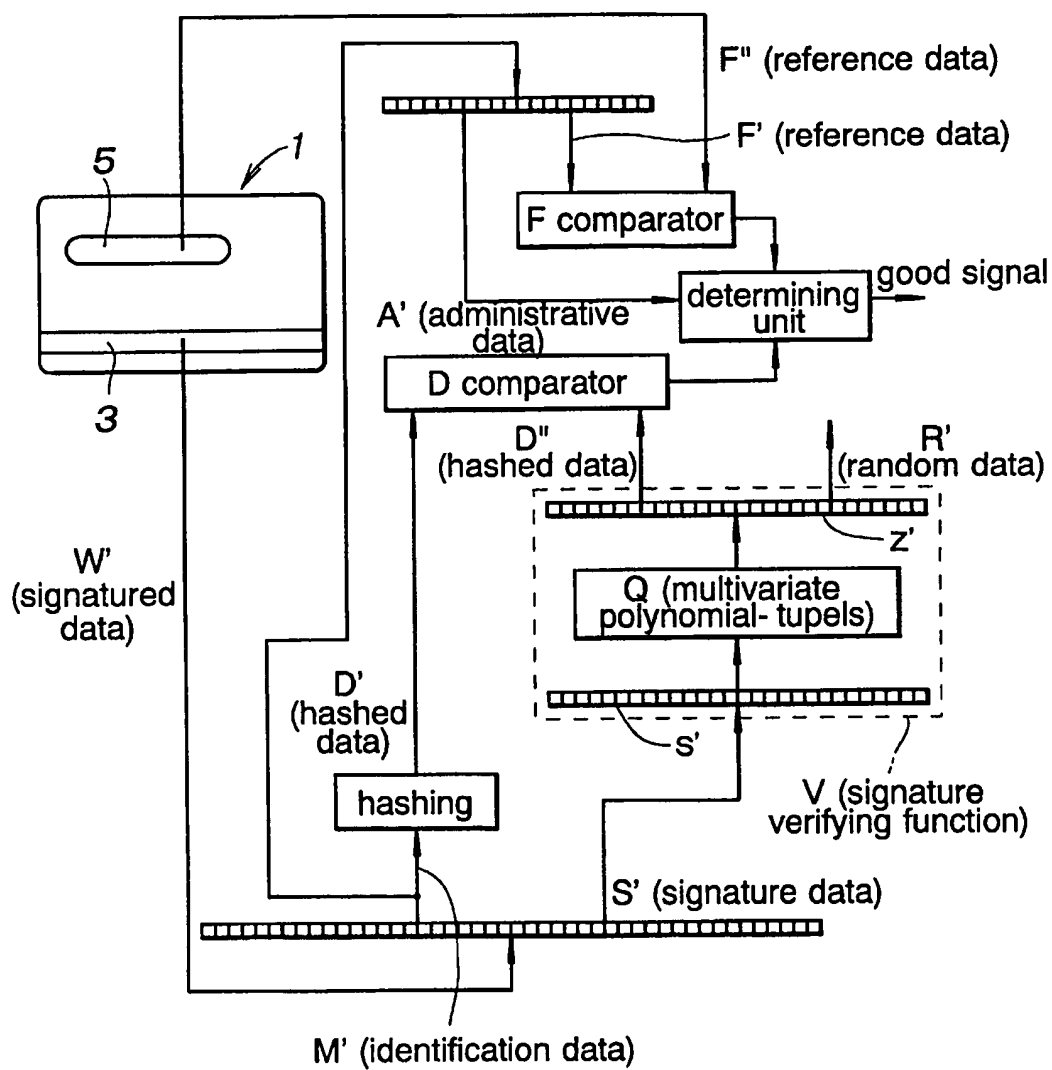 F" (reference data)
F' (reference data)
1
5
F comparator
good signal
determining
unit
A' (administrative
data)
D comparator
3
D"
(hashed data)
R'
(random data)
z'
W'
(signatured
data)
Q (multivariate
polynomial- tupels)
D'
(hashed
data)
s'
hashing
V (signature
verifying function)
S' (signature data)
M' (identification data)